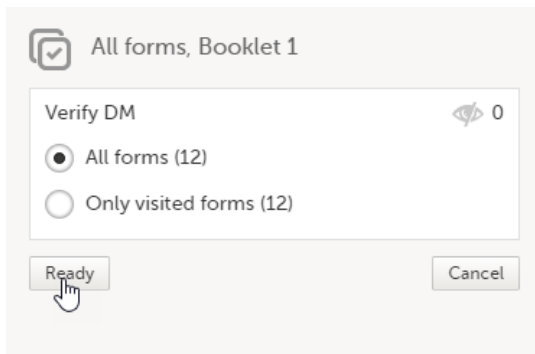 All forms, Booklet 1
Verify DM 0
All forms (12)
Only visited forms (12)
Ready Cancel